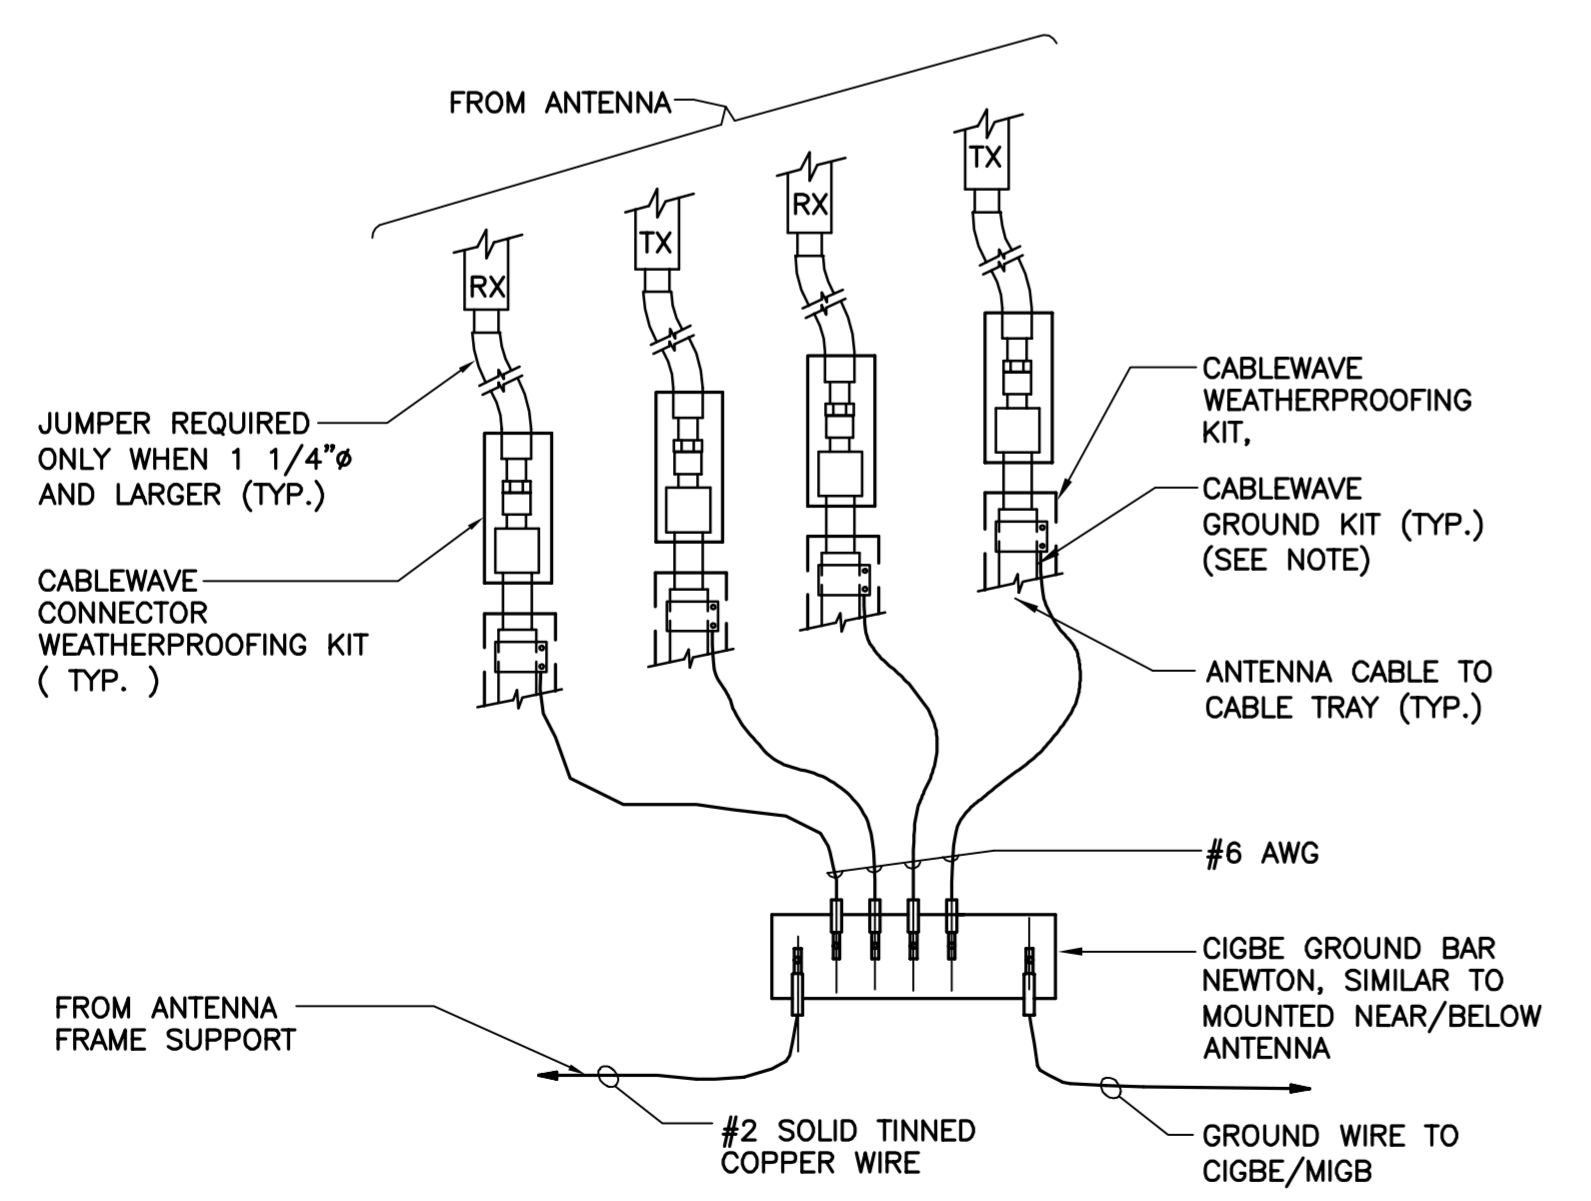 FROM ANTENNA
TX
RX
TX
RX
JUMPER REQUIRED
ONLY WHEN 1 1/4"ø
AND LARGER (TYP.)
CABLEWAVE
CONNECTOR
WEATHERPROOFING KIT
( TYP. )
CABLEWAVE
WEATHERPROOFING
KIT,
CABLEWAVE
GROUND KIT (TYP.)
(SEE NOTE)
ANTENNA CABLE TO
CABLE TRAY (TYP.)
#6 AWG
CIGBE GROUND BAR
NEWTON, SIMILAR TO
MOUNTED NEAR/BELOW
ANTENNA
FROM ANTENNA
FRAME SUPPORT
#2 SOLID TINNED
COPPER WIRE
GROUND WIRE TO
CIGBE/MIGB